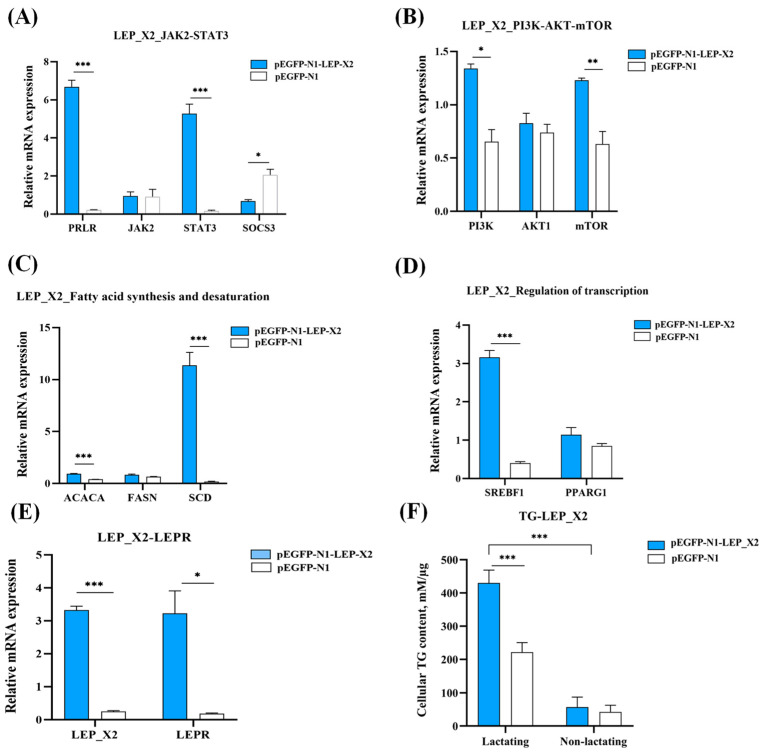 (A)
LEP_X2_JAK2-STAT3
Relative mRNA expression
8
6
4
2
0
***
***
*
pEGFP-N1-LEP-X2
pEGFP-N1
PRLR JAK2 STAT3 SOCS3
(B)
LEP_X2_PI3K-AKT-mTOR
Relative mRNA expression
1.5
1.0
0.5
0.0
*
**
pEGFP-N1-LEP-X2
pEGFP-N1
PI3K AKT1 mTOR
(C)
LEP_X2_Fatty acid synthesis and desaturation
Relative mRNA expression
15
10
5
0
***
***
pEGFP-N1-LEP-X2
pEGFP-N1
ACACA FASN SCD
(D)
LEP_X2_Regulation of transcription
Relative mRNA expression
4
3
2
1
0
***
pEGFP-N1-LEP-X2
pEGFP-N1
SREBF1 PPARG1
(E)
LEP_X2-LEPR
Relative mRNA expression
5
4
3
2
1
0
***
*
pEGFP-N1-LEP-X2
pEGFP-N1
LEP_X2 LEPR
(F)
TG-LEP_X2
Cellular TG content, mM/μg
500
400
300
200
100
0
***
***
pEGFP-N1-LEP_X2
pEGFP-N1
Lactating Non-lactating